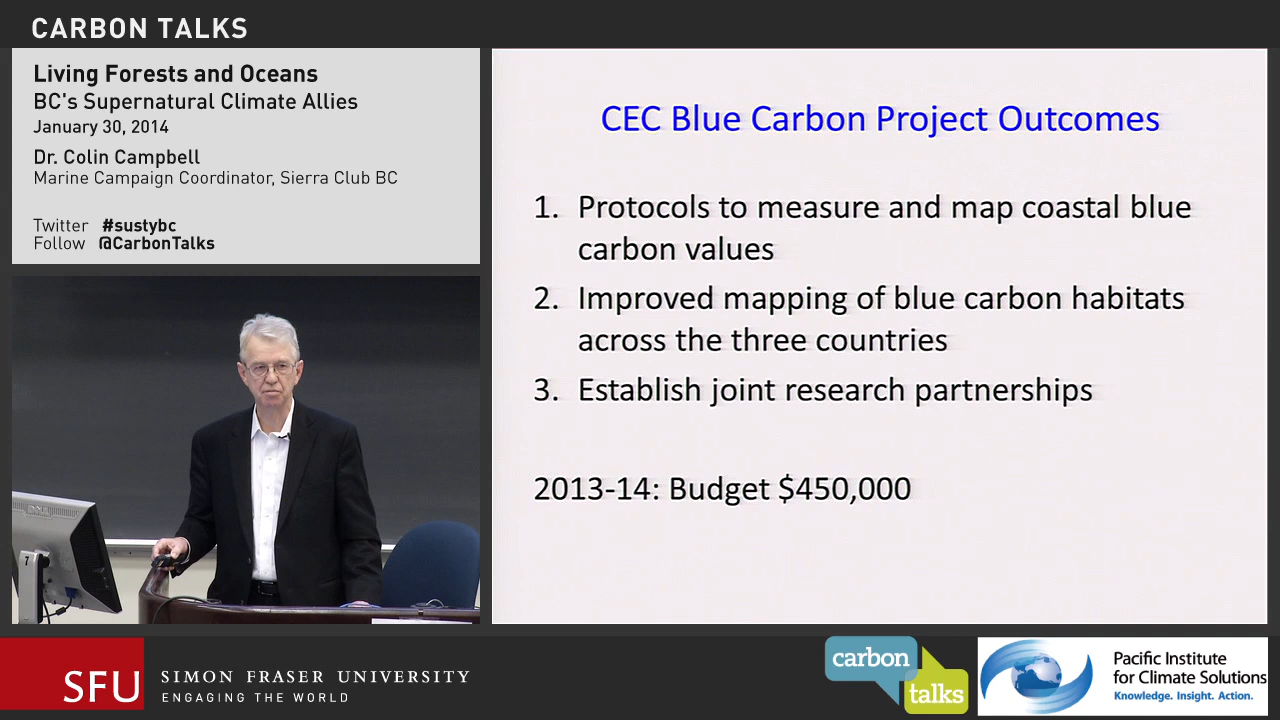 CARBON TALKS
Living Forests and Oceans
BC's Supernatural Climate Allies
January 30, 2014
Dr. Colin Campbell
Marine Campaign Coordinator, Sierra Club BC
Twitter #sustybc
Follow @CarbonTalks
CEC Blue Carbon Project Outcomes
1. Protocols to measure and map coastal blue
carbon values
2. Improved mapping of blue carbon habitats
across the three countries
3. Establish joint research partnerships
2013-14: Budget $450,000
7
SFU
SIMON FRASER UNIVERSITY
ENGAGING THE WORLD
carbon
talks
Pacific Institute
for Climate Solutions
Knowledge. Insight. Action.